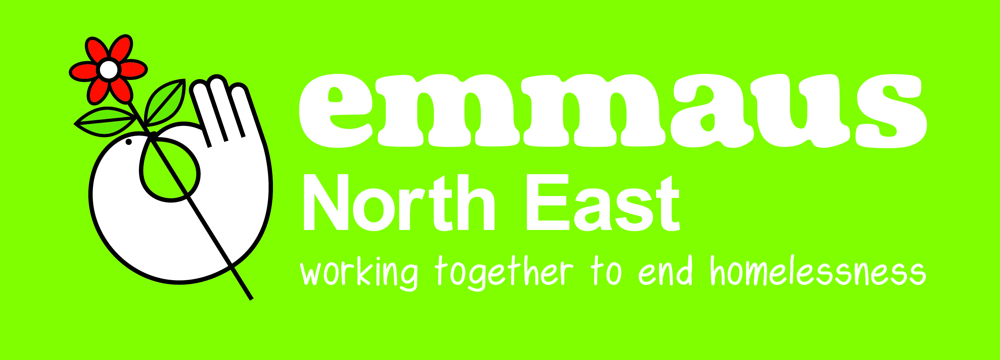 emmaus
North East
working together to end homelessness